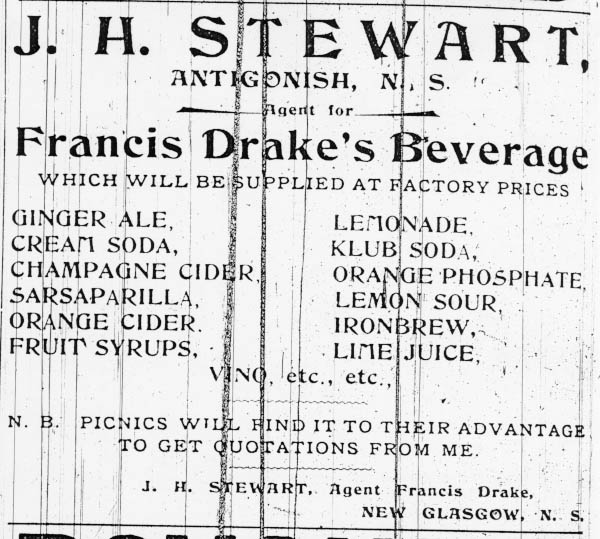 J. H. STEWART,
ANTIGONISH, N. S.
Agent for
Francis Drake's Beverage
WHICH WILL BE SUPPLIED AT FACTORY PRICES
GINGER ALE,
CREAM SODA,
CHAMPAGNE CIDER,
SARSAPARILLA,
ORANGE CIDER.
FRUIT SYRUPS,
LEMONADE,
KLUB SODA,
ORANGE PHOSPHATE,
LEMON SOUR,
IRONBREW,
LIME JUICE,
VINO, etc., etc.,
N. B. PICNICS WILL FIND IT TO THEIR ADVANTAGE
TO GET QUOTATIONS FROM ME.
J. H. STEWART, Agent Francis Drake,
NEW GLASGOW, N. S.